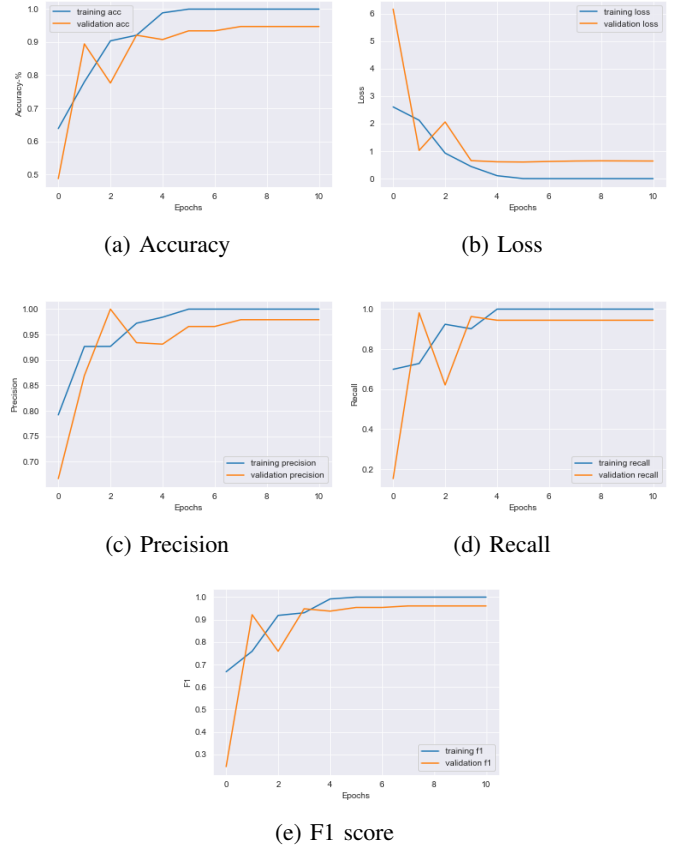 1.0
0.9
0.8
0.7
0.6
0.5
Accuracy-%
training acc
validation acc
0 2 4 6 8 10
Epochs
(a) Accuracy
6
5
4
3
2
1
0
Loss
training loss
validation loss
0 2 4 6 8 10
Epochs
(b) Loss
1.00
0.95
0.90
0.85
0.80
0.75
0.70
Precision
training precision
validation precision
0 2 4 6 8 10
Epochs
(c) Precision
1.0
0.8
0.6
0.4
0.2
Recall
training recall
validation recall
0 2 4 6 8 10
Epochs
(d) Recall
1.0
0.9
0.8
0.7
0.6
0.5
0.4
0.3
F1
training f1
validation f1
0 2 4 6 8 10
Epochs
(e) F1 score